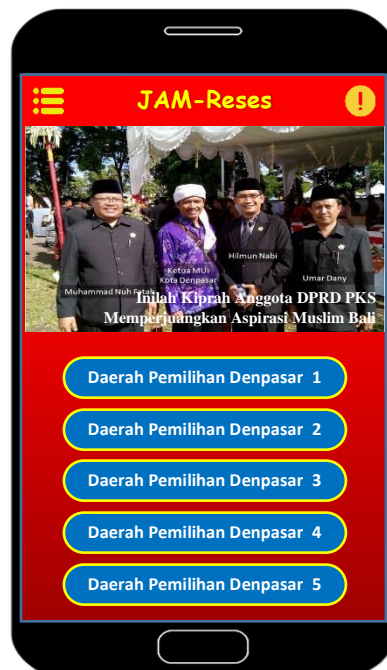 JAM-Reses
Hilmun Nabi
Ketua MUI
Kota Denpasar
Umar Dany
Muhammad Nuh Fatah
Inilah Kiprah Anggota DPRD PKS
Memperjuangkan Aspirasi Muslim Bali
Daerah Pemilihan Denpasar 1
Daerah Pemilihan Denpasar 2
Daerah Pemilihan Denpasar 3
Daerah Pemilihan Denpasar 4
Daerah Pemilihan Denpasar 5